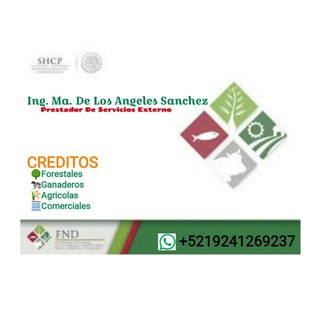 SHCP
Ing. Ma. De Los Angeles Sanchez
Prestador De Servicios Externo
CREDITOS
Forestales
Ganaderos
Agricolas
Comerciales
FND
+5219241269237